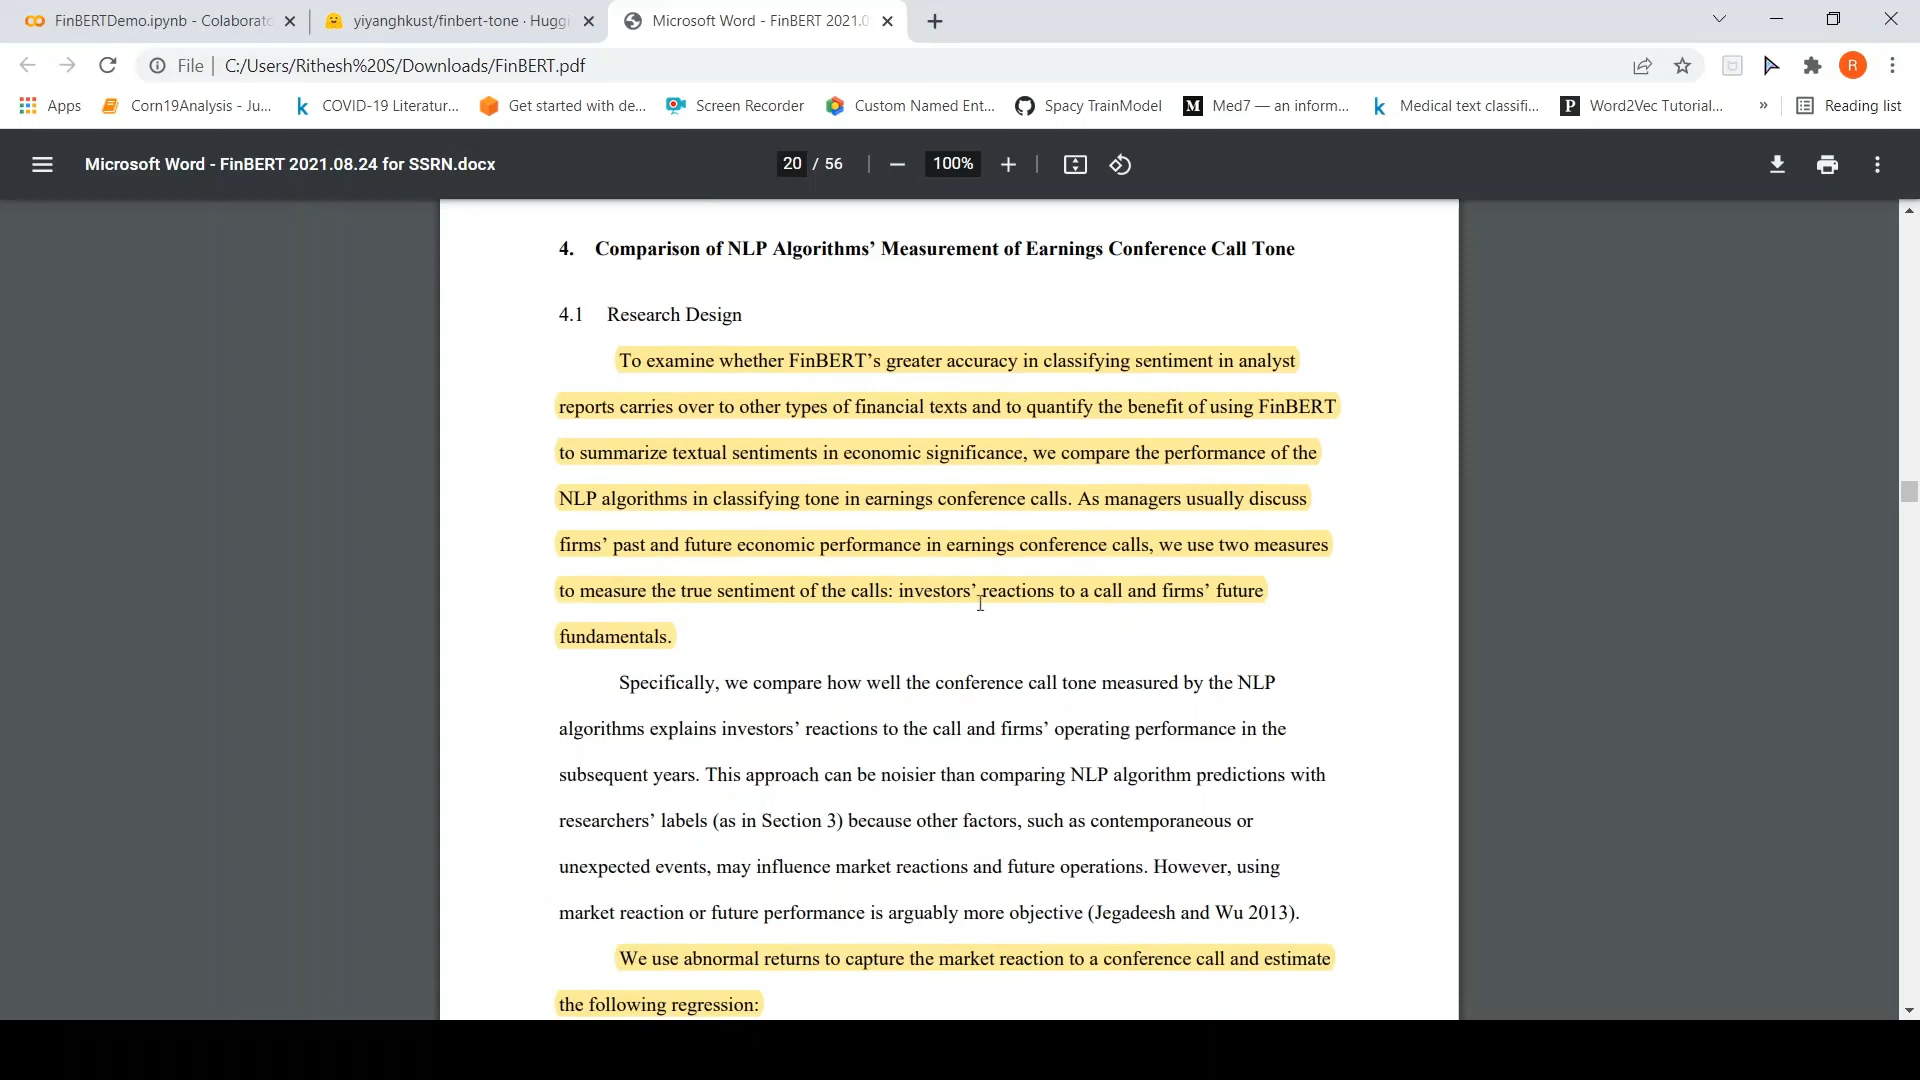 FinBERTDemo.ipynb - Colaborato
yiyanghkust/finbert-tone · Huggi
Microsoft Word - FinBERT 2021.0
File | C:/Users/Rithesh%20S/Downloads/FinBERT.pdf
R
Apps
Corn19Analysis - Ju...
COVID-19 Literatur...
Get started with de...
Screen Recorder
Custom Named Ent...
Spacy TrainModel
Med7 — an inform...
Medical text classifi...
Word2Vec Tutorial...
»
Reading list
Microsoft Word - FinBERT 2021.08.24 for SSRN.docx
20 / 56
100%
4. Comparison of NLP Algorithms’ Measurement of Earnings Conference Call Tone
4.1 Research Design
To examine whether FinBERT’s greater accuracy in classifying sentiment in analyst
reports carries over to other types of financial texts and to quantify the benefit of using FinBERT
to summarize textual sentiments in economic significance, we compare the performance of the
NLP algorithms in classifying tone in earnings conference calls. As managers usually discuss
firms’ past and future economic performance in earnings conference calls, we use two measures
to measure the true sentiment of the calls: investors’ reactions to a call and firms’ future
fundamentals.
Specifically, we compare how well the conference call tone measured by the NLP
algorithms explains investors’ reactions to the call and firms’ operating performance in the
subsequent years. This approach can be noisier than comparing NLP algorithm predictions with
researchers’ labels (as in Section 3) because other factors, such as contemporaneous or
unexpected events, may influence market reactions and future operations. However, using
market reaction or future performance is arguably more objective (Jegadeesh and Wu 2013).
We use abnormal returns to capture the market reaction to a conference call and estimate
the following regression: